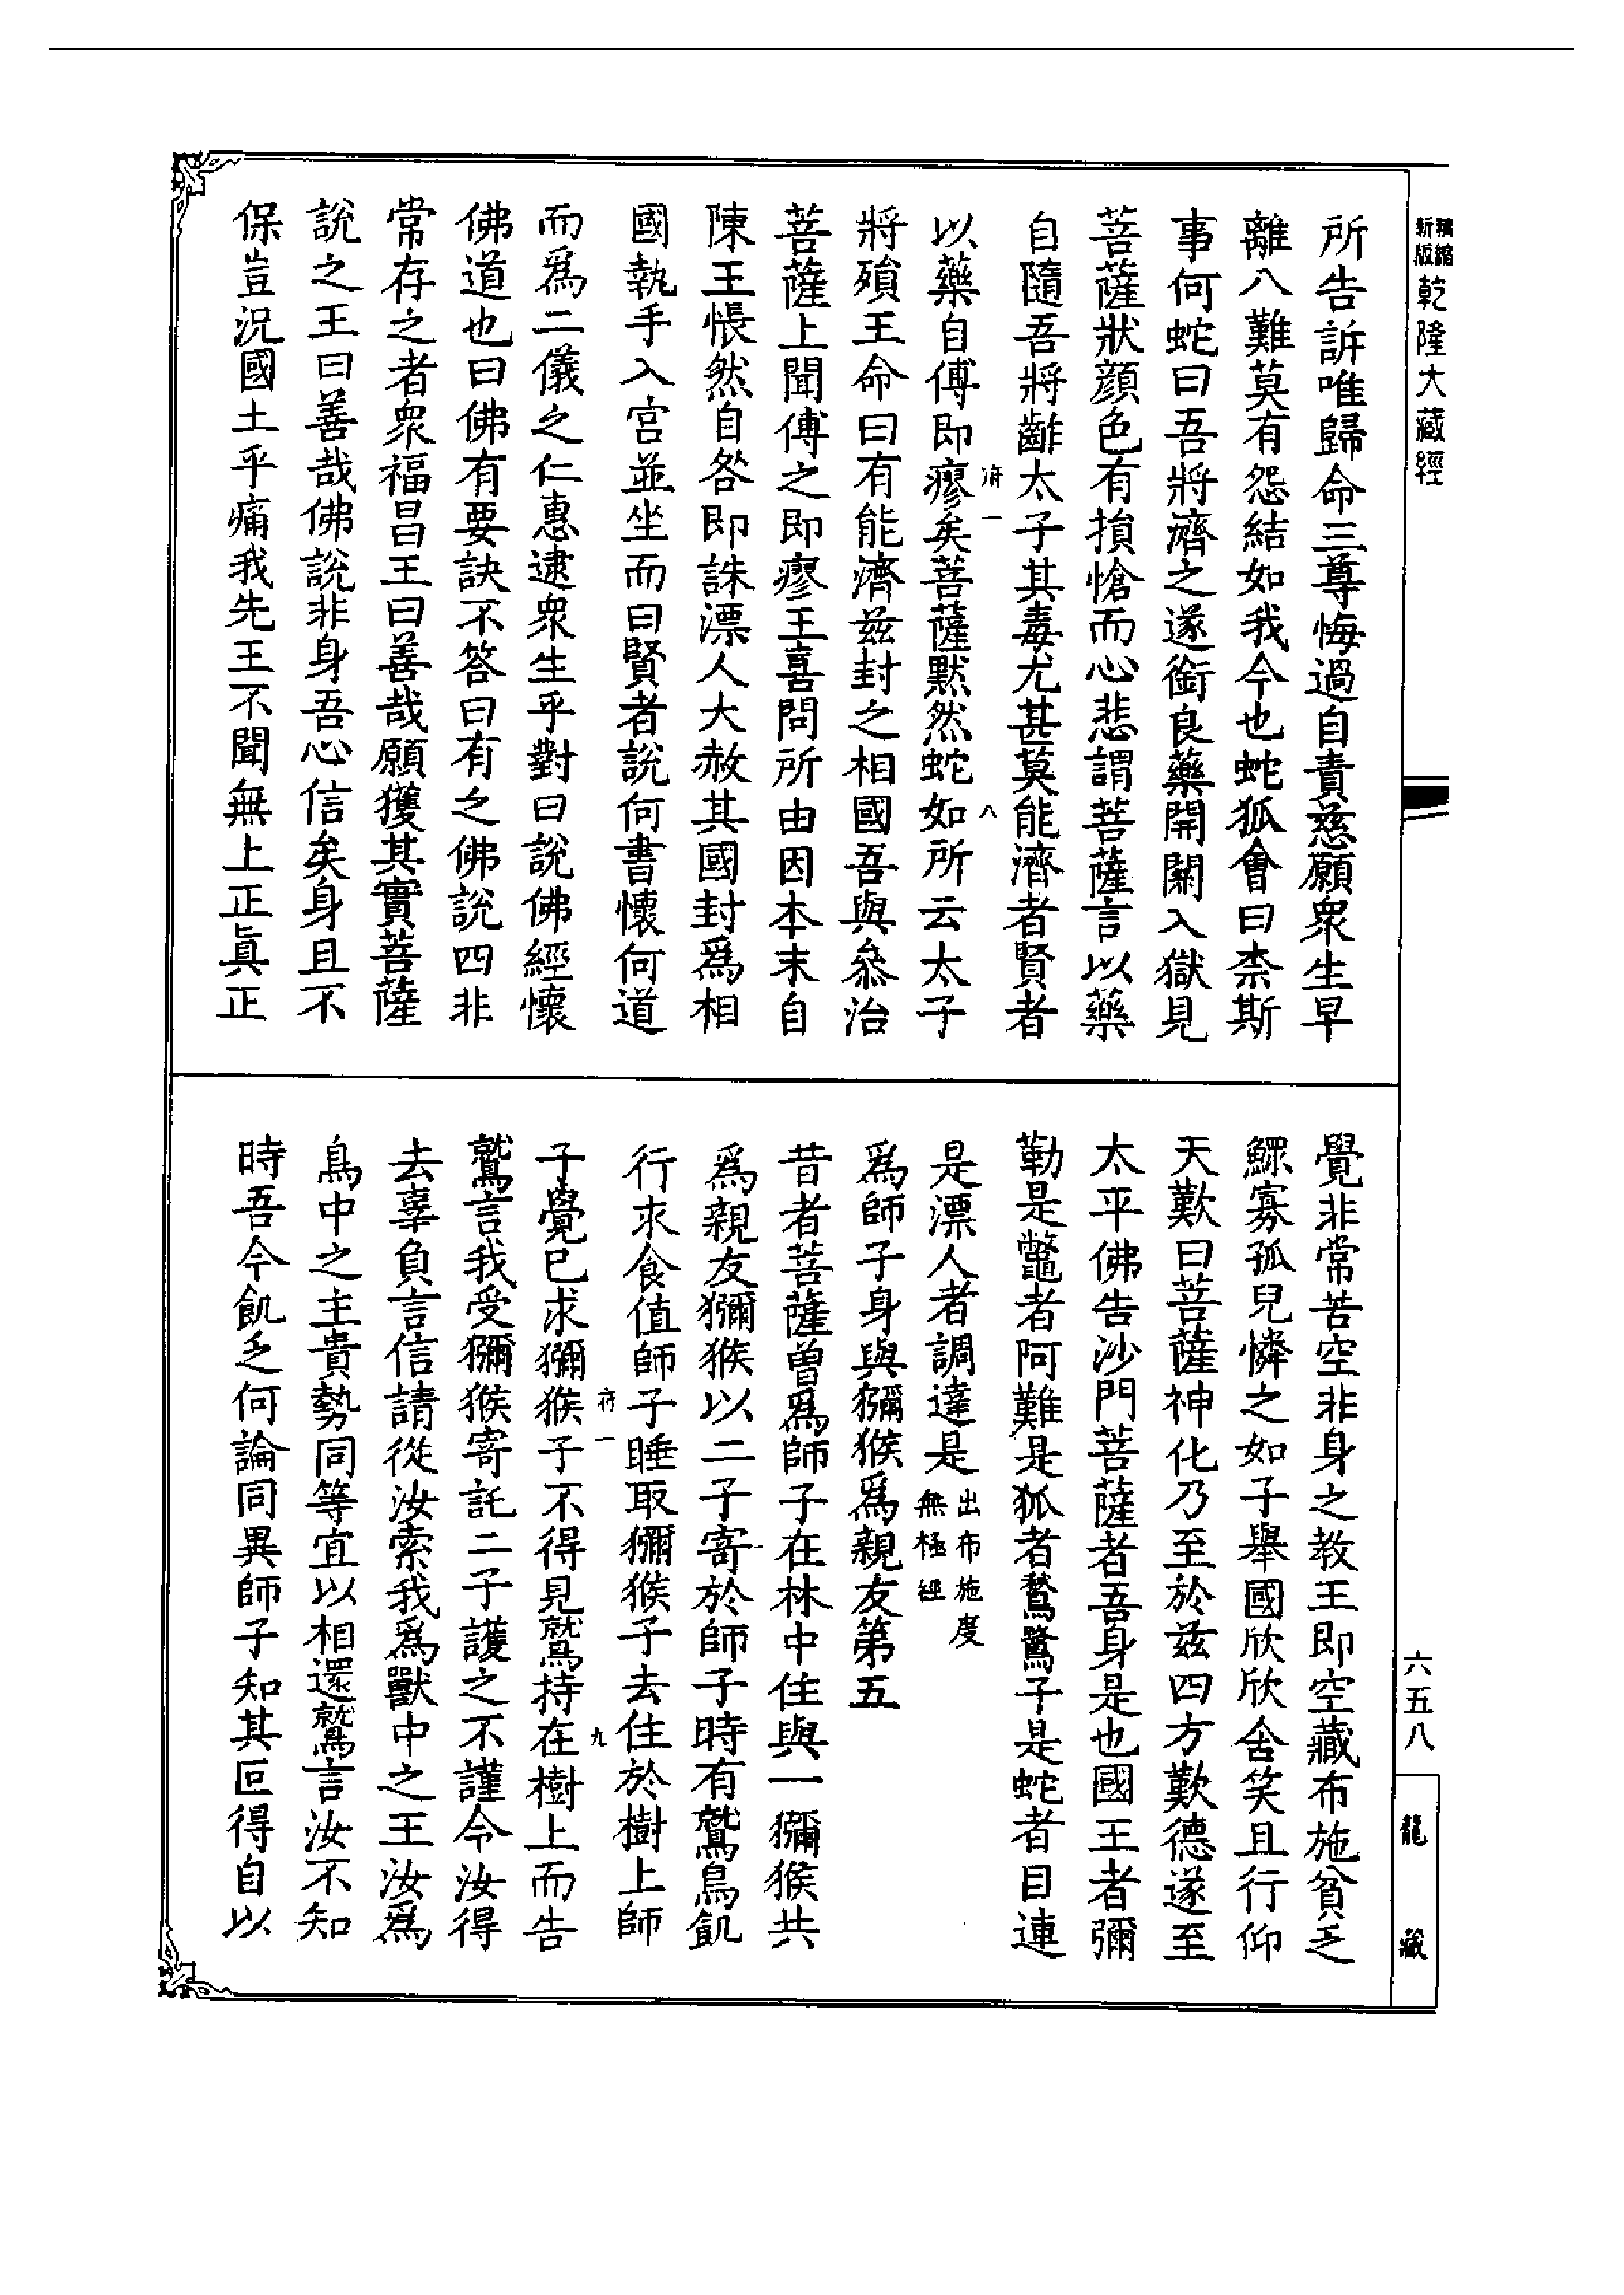 新版精縮乾隆大藏經
所告訴唯歸命三尊悔過自責慈願衆生早
離八難莫有怨結如我今也蛇狐會曰柰斯
事何蛇曰吾將濟之遂銜良藥開關入獄見
菩薩狀顔色有損愴而心悲謂菩薩言以藥
自隨吾將齚太子其毒尤甚莫能濟者賢者
府一
八
以藥自傅即瘳矣菩薩默然蛇如所云太子
將殞王命曰有能濟兹封之相國吾與叅治
菩薩上聞傅之即瘳王喜問所由因本末自
陳王悵然自咎即誅漂人大赦其國封爲相
國執手入宫並坐而曰賢者說何書懷何道
而爲二儀之仁惠逮衆生乎對曰說佛經懷
佛道也曰佛有要訣不答曰有之佛說四非
常存之者衆福昌王曰善哉願獲其實菩薩
說之王曰善哉佛說非身吾心信矣身且不
保豈況國土乎痛我先王不聞無上正眞正
覺非常苦空非身之教王即空藏布施貧乏
鰥寡孤兒憐之如子舉國欣欣含笑且行仰
天歎曰菩薩神化乃至於兹四方歎德遂至
太平佛告沙門菩薩者吾身是也國王者彌
勒是鼈者阿難是狐者鶖鷺子是蛇者目連
是漂人者調達是出布施度無極經
爲師子身與獼猴爲親友第五
昔者菩薩曽爲師子在林中住與一獼猴共
爲親友獼猴以二子寄於師子時有鷲鳥飢
行求食值師子睡取獼猴子去住於樹上師
府一
九
子覺已求獼猴子不得見鷲持在樹上而告
鷲言我受獼猴寄託二子護之不謹令汝得
去辜負言信請從汝索我爲獸中之王汝爲
鳥中之主貴勢同等宜以相還鷲言汝不知
時吾今飢乏何論同異師子知其叵得自以
六五八
龍藏